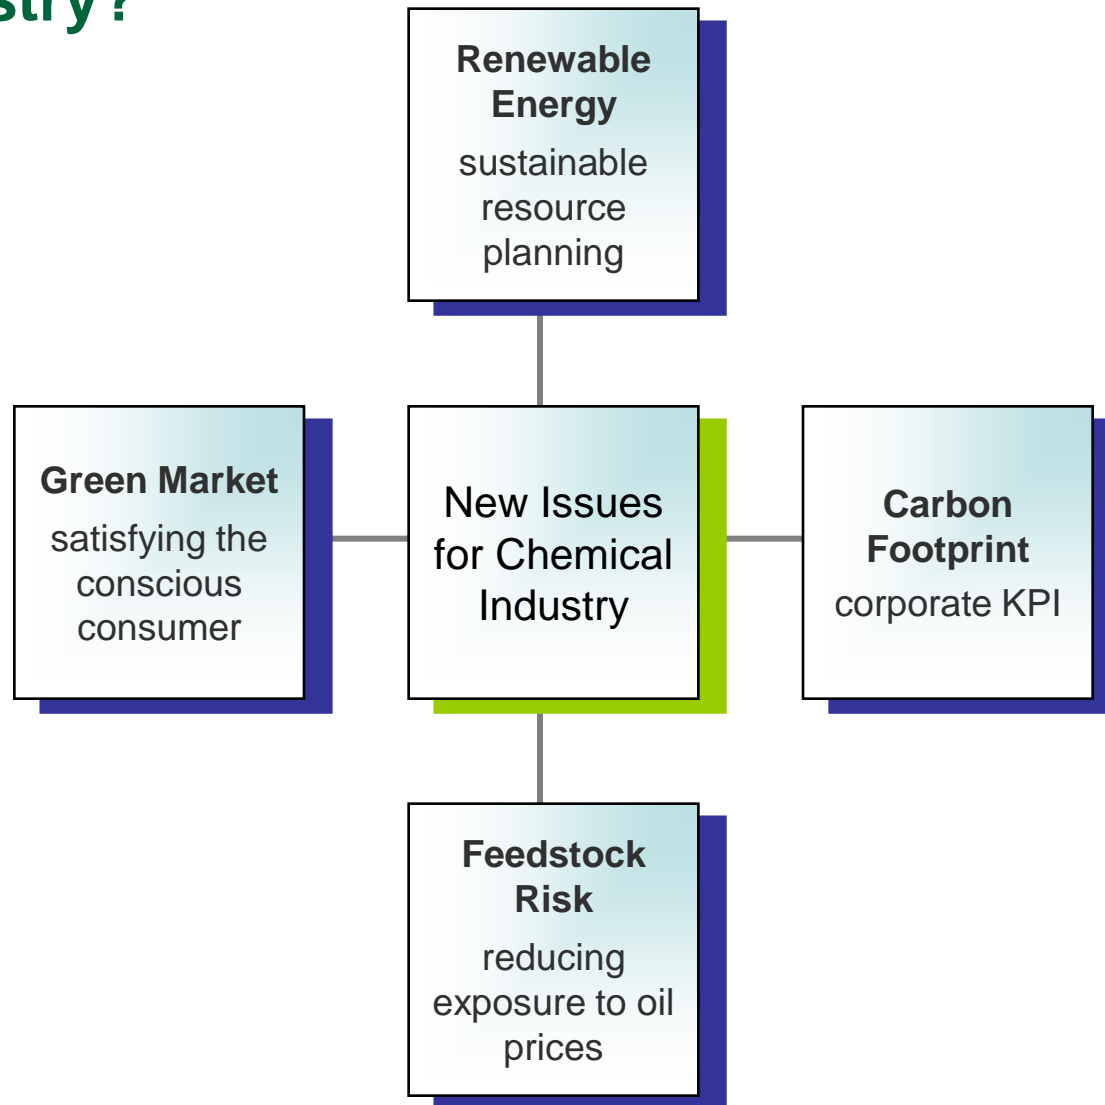 stry?
Renewable
Energy
sustainable
resource
planning
Green Market
satisfying the
conscious
consumer
New Issues
for Chemical
Industry
Carbon
Footprint
corporate KPI
Feedstock
Risk
reducing
exposure to oil
prices